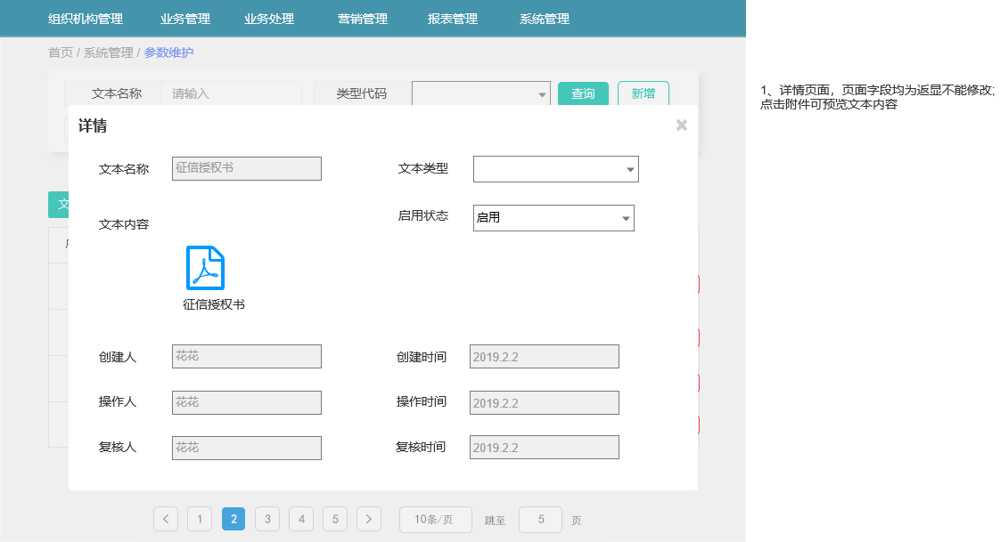 组织机构管理 业务管理 业务处理 营销管理 报表管理 系统管理
首页 / 系统管理 / 参数维护
文本名称 请输入 类型代码 查询 新增
1、详情页面，页面字段均为返显不能修改;
点击附件可预览文本内容
详情
文本名称 征信授权书 文本类型
文本内容 启用状态 启用
征信授权书
创建人 花花 创建时间 2019.2.2
操作人 花花 操作时间 2019.2.2
复核人 花花 复核时间 2019.2.2
1 2 3 4 5 10条/页 跳至 5 页